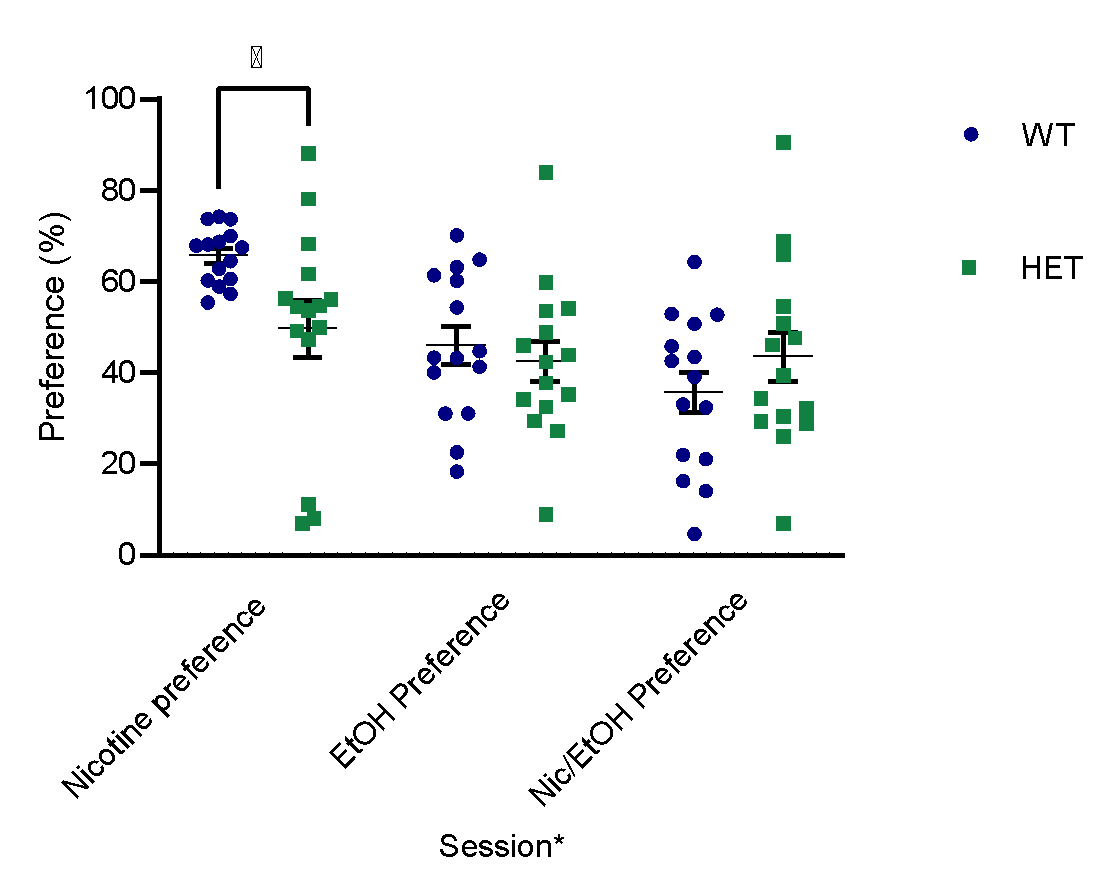 100
80
60
40
20
0
Preference (%)
WT
HET
Nicotine preference
EtOH Preference
Nic/EtOH Preference
Session*